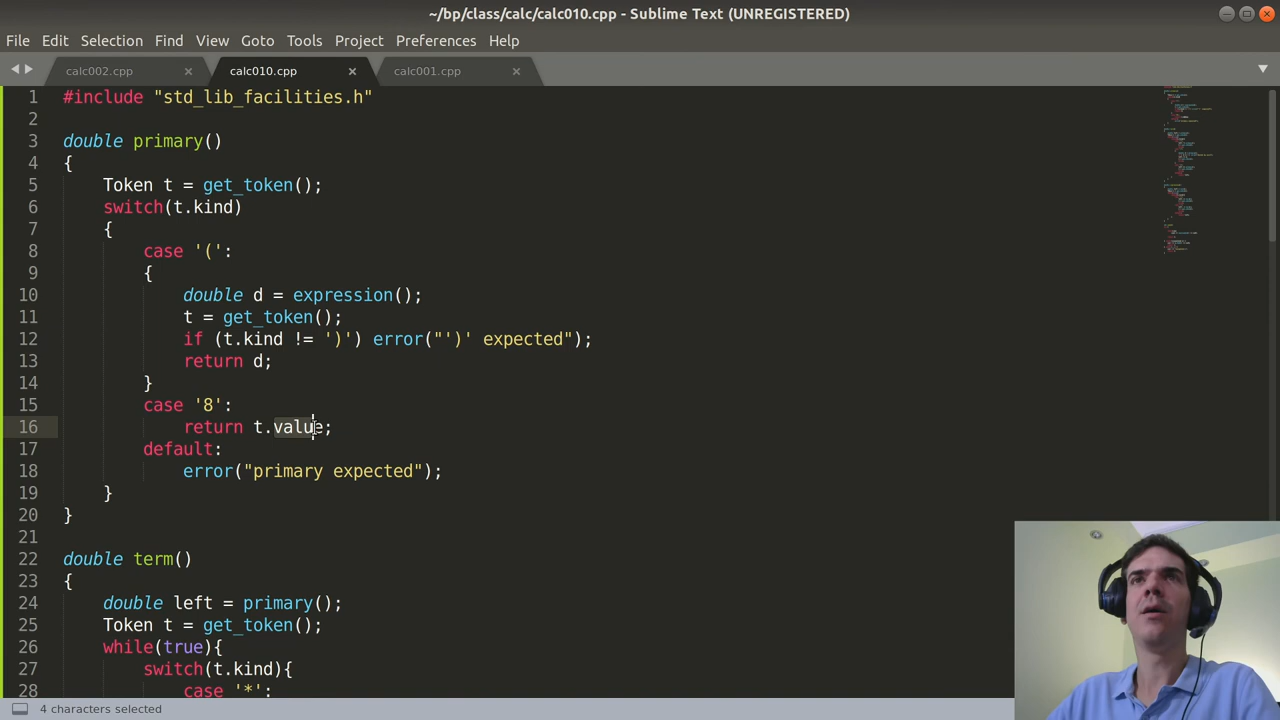 ~/bp/class/calc/calc010.cpp - Sublime Text (UNREGISTERED)
File Edit Selection Find View Goto Tools Project Preferences Help
calc002.cpp calc010.cpp calc001.cpp
1 #include "std_lib_facilities.h"
2
3 double primary()
4 {
5 Token t = get_token();
6 switch(t.kind)
7 {
8 case '(':
9 {
10 double d = expression();
11 t = get_token();
12 if (t.kind != ')') error("')' expected");
13 return d;
14 }
15 case '8':
16 return t.value;
17 default:
18 error("primary expected");
19 }
20 }
21
22 double term()
23 {
24 double left = primary();
25 Token t = get_token();
26 while(true){
27 switch(t.kind){
28 case '*':
4 characters selected